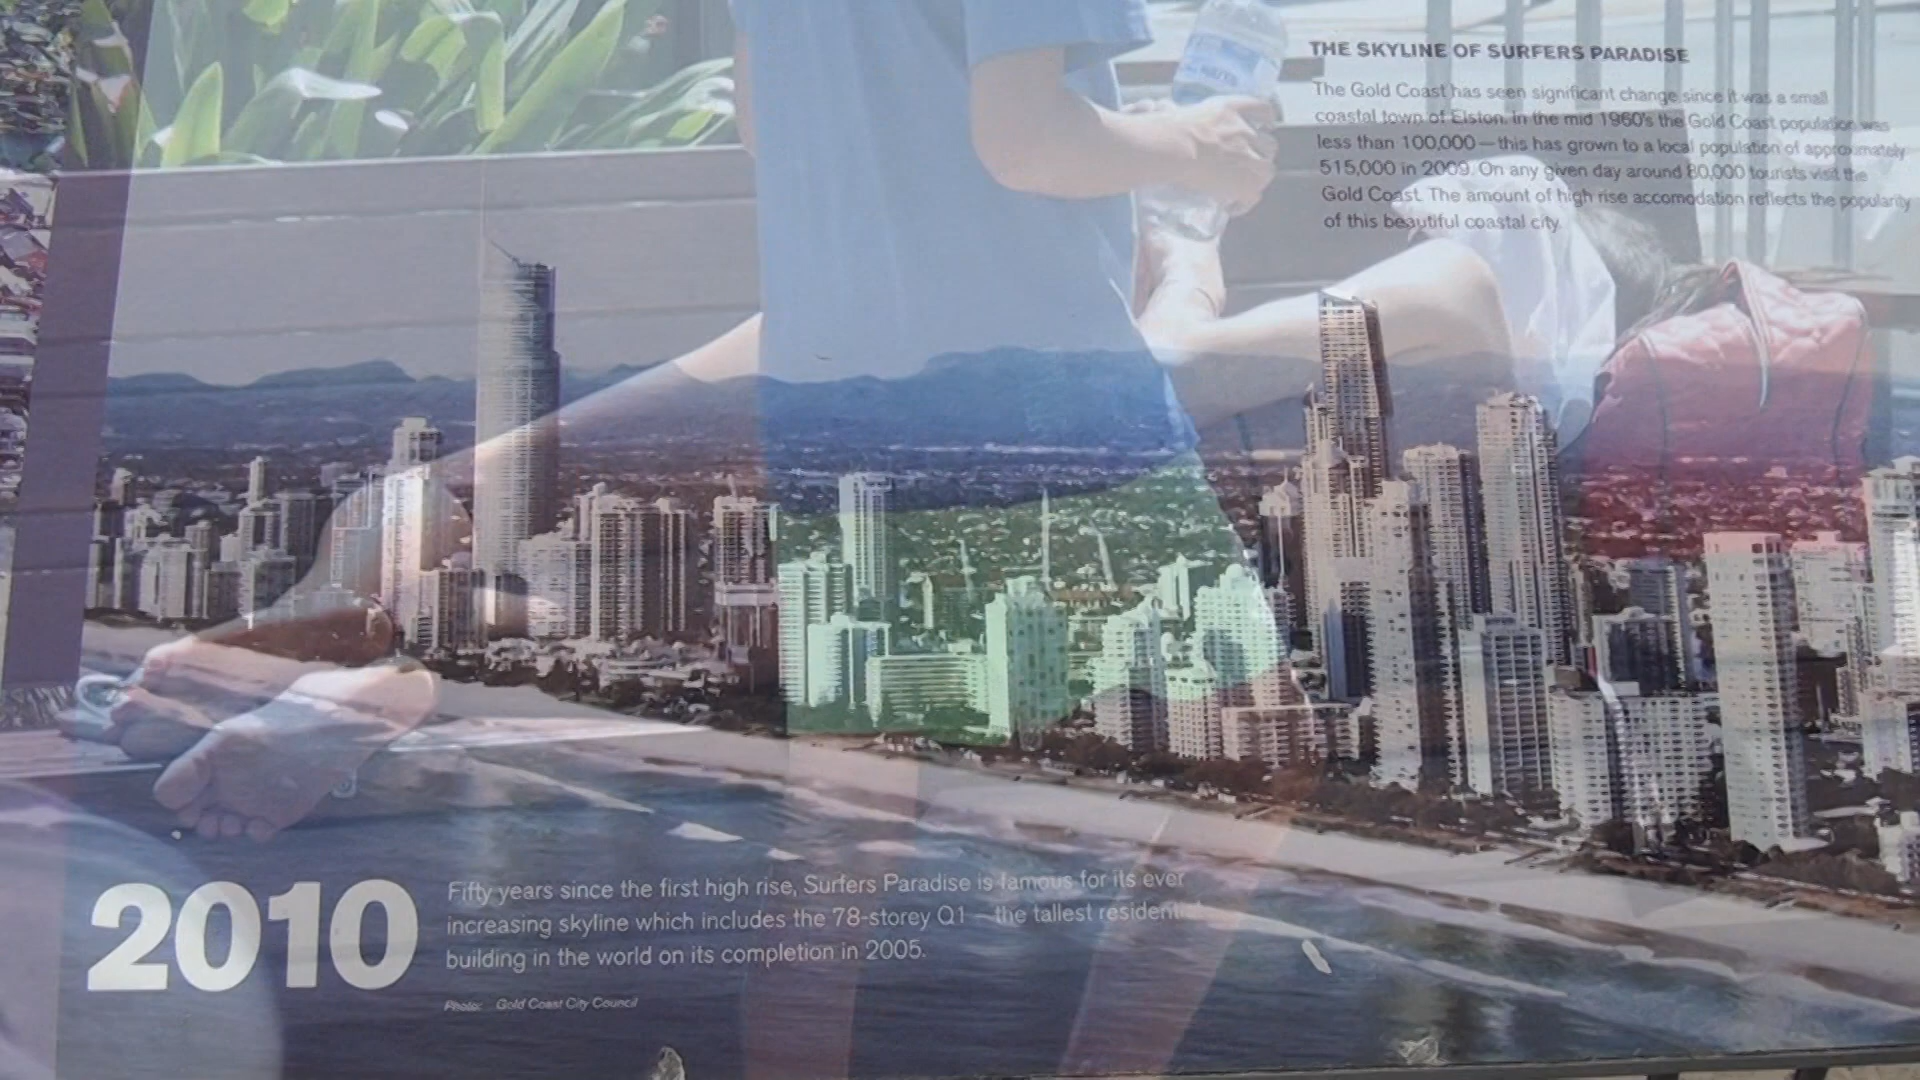 THE SKYLINE OF SURFERS PARADISE
The Gold Coast has seen significant change since it was a small
coastal town of Elston. In the mid 1960's the Gold Coast population was
less than 100,000—this has grown to a local population of approximately
515,000 in 2009. On any given day around 80,000 tourists visit the
Gold Coast. The amount of high rise accomodation reflects the popularity
of this beautiful coastal city.
2010
Fifty years since the first high rise, Surfers Paradise is famous for its ever
increasing skyline which includes the 78-storey Q1 – the tallest residential
building in the world on its completion in 2005.
Photo: Gold Coast City Council